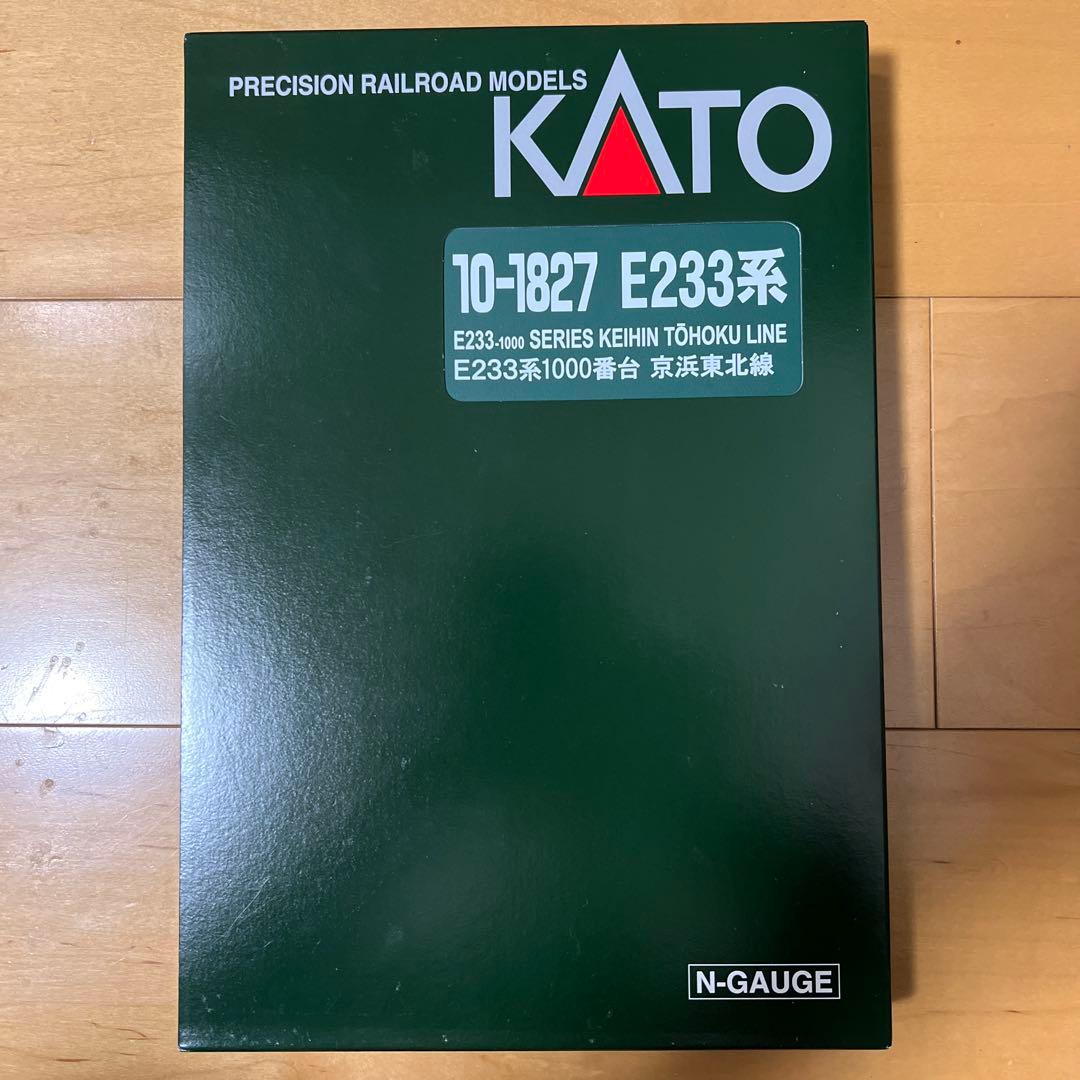 PRECISION RAILROAD MODELS
KATO
10-1827 E233系
E233-1000 SERIES KEIHIN TŌHOKU LINE
E233系1000番台 京浜東北線
N-GAUGE